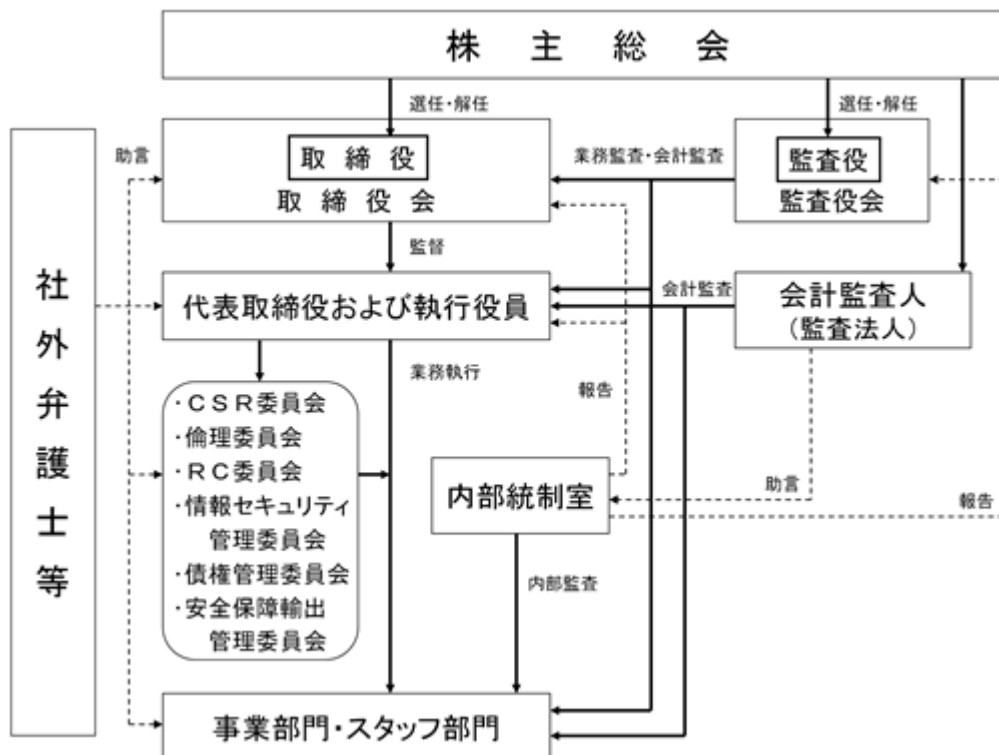 株主総会
選任・解任
選任・解任
助言
取締役
取締役会
業務監査・会計監査
監査役
監査役会
監督
社外弁護士等
代表取締役および執行役員
会計監査
会計監査人
（監査法人）
業務執行
報告
・ＣＳＲ委員会
・倫理委員会
・ＲＣ委員会
・情報セキュリティ
管理委員会
・債権管理委員会
・安全保障輸出
管理委員会
内部統制室
助言
報告
内部監査
事業部門・スタッフ部門